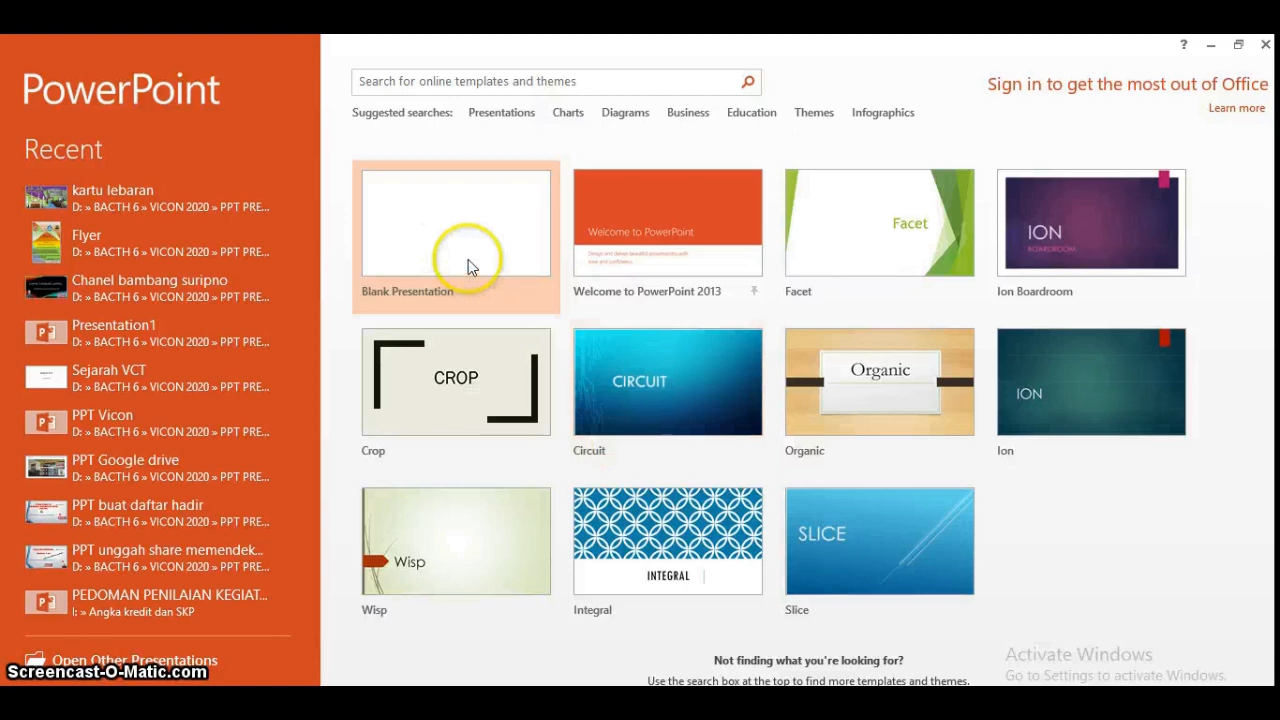 PowerPoint
Recent
kartu lebaran
D: » BACTH 6 » VICON 2020 » PPT PRE...
Flyer
D: » BACTH 6 » VICON 2020 » PPT PRE...
Chanel bambang suripno
D: » BACTH 6 » VICON 2020 » PPT PRE...
Presentation1
D: » BACTH 6 » VICON 2020 » PPT PRE...
Sejarah VCT
D: » BACTH 6 » VICON 2020 » PPT PRE...
PPT Vicon
D: » BACTH 6 » VICON 2020 » PPT PRE...
PPT Google drive
D: » BACTH 6 » VICON 2020 » PPT PRE...
PPT buat daftar hadir
D: » BACTH 6 » VICON 2020 » PPT PRE...
PPT unggah share memendek...
D: » BACTH 6 » VICON 2020 » PPT PRE...
PEDOMAN PENILAIAN KEGIAT...
I: » Angka kredit dan SKP
Open Other Presentations
Screencast-O-Matic.com
Search for online templates and themes
Sign in to get the most out of Office
Learn more
Suggested searches: Presentations Charts Diagrams Business Education Themes Infographics
Blank Presentation
Welcome to PowerPoint
Design and deliver beautiful presentations with
ease and confidence.
Welcome to PowerPoint 2013
Facet
Facet
ION
BOARDROOM
Ion Boardroom
CROP
Crop
CIRCUIT
Circuit
Organic
Organic
ION
Ion
Wisp
Wisp
INTEGRAL
Integral
SLICE
Slice
Not finding what you're looking for?
Use the search box at the top to find more templates and themes.
Activate Windows
Go to Settings to activate Windows.